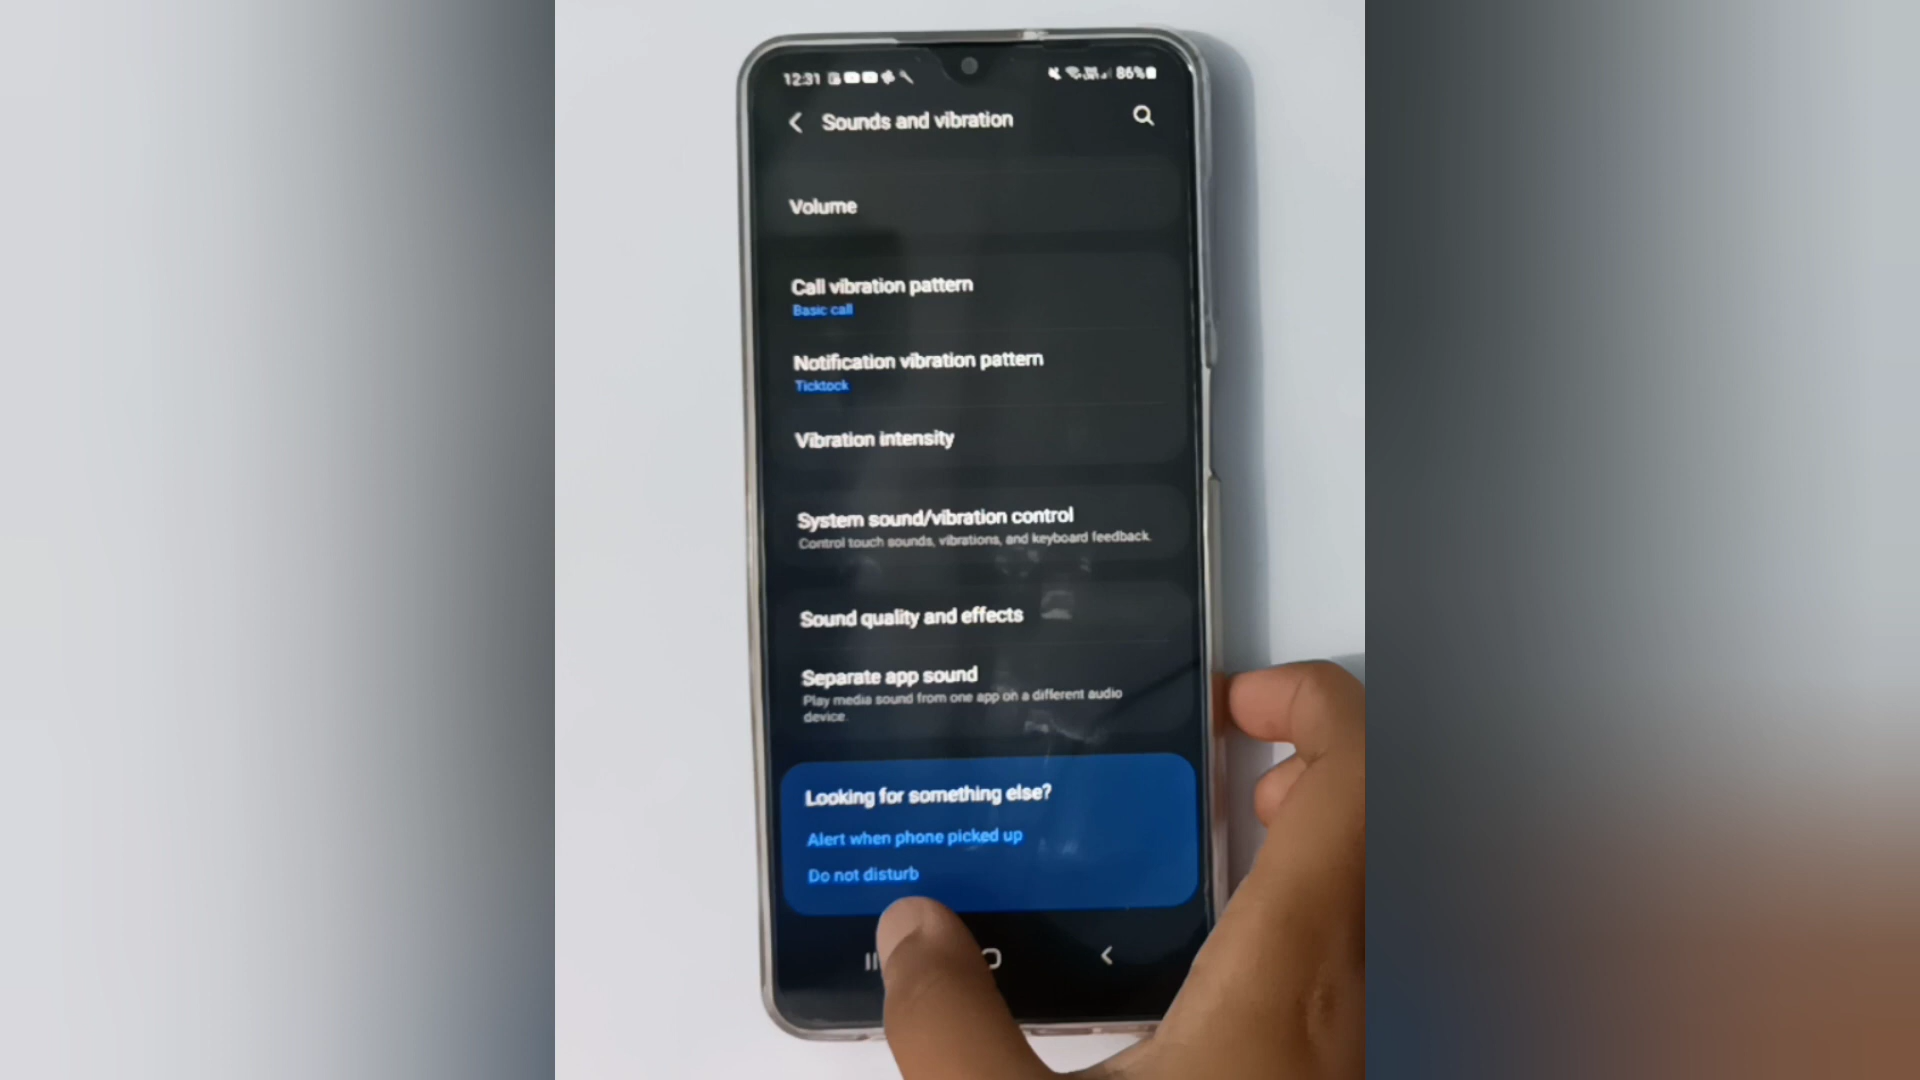 12:31
86%
Sounds and vibration
Volume
Call vibration pattern
Basic call
Notification vibration pattern
Ticktock
Vibration intensity
System sound/vibration control
Control touch sounds, vibrations, and keyboard feedback.
Sound quality and effects
Separate app sound
Play media sound from one app on a different audio
device.
Looking for something else?
Alert when phone picked up
Do not disturb